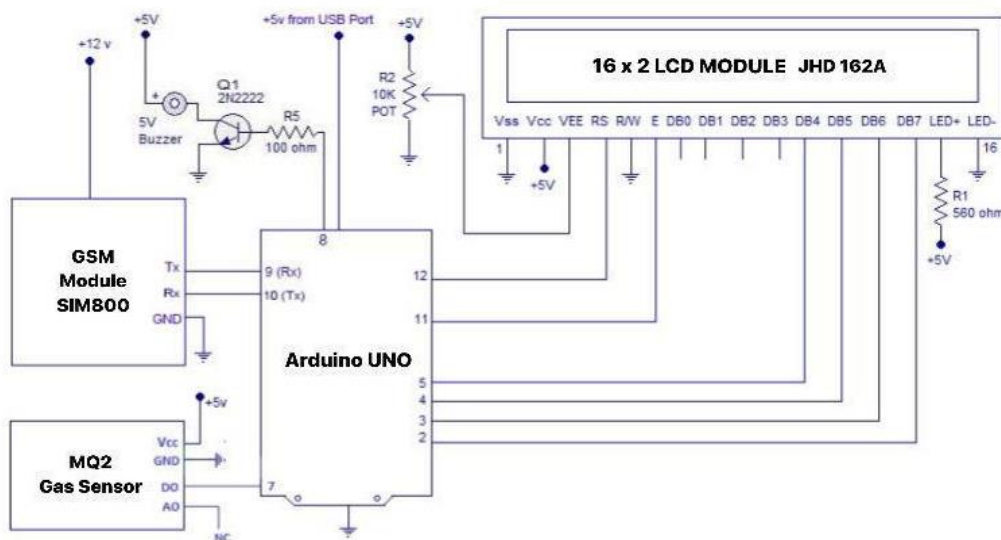 +5V
+5v from USB Port
+5V
+12 v
Q1
2N2222
R5
100 ohm
+
5V
Buzzer
R2
10K
POT
16 x 2 LCD MODULE JHD 162A
Vss Vcc VEE RS R/W E DB0 DB1 DB2 DB3 DB4 DB5 DB6 DB7 LED+ LED-
1
16
+5V
R1
560 ohm
+5V
GSM
Module
SIM800
Tx
Rx
GND
8
9 (Rx)
10 (Tx)
12
11
Arduino UNO
5
4
3
2
7
+5v
MQ2
Gas Sensor
Vcc
GND
DO
AO
NC